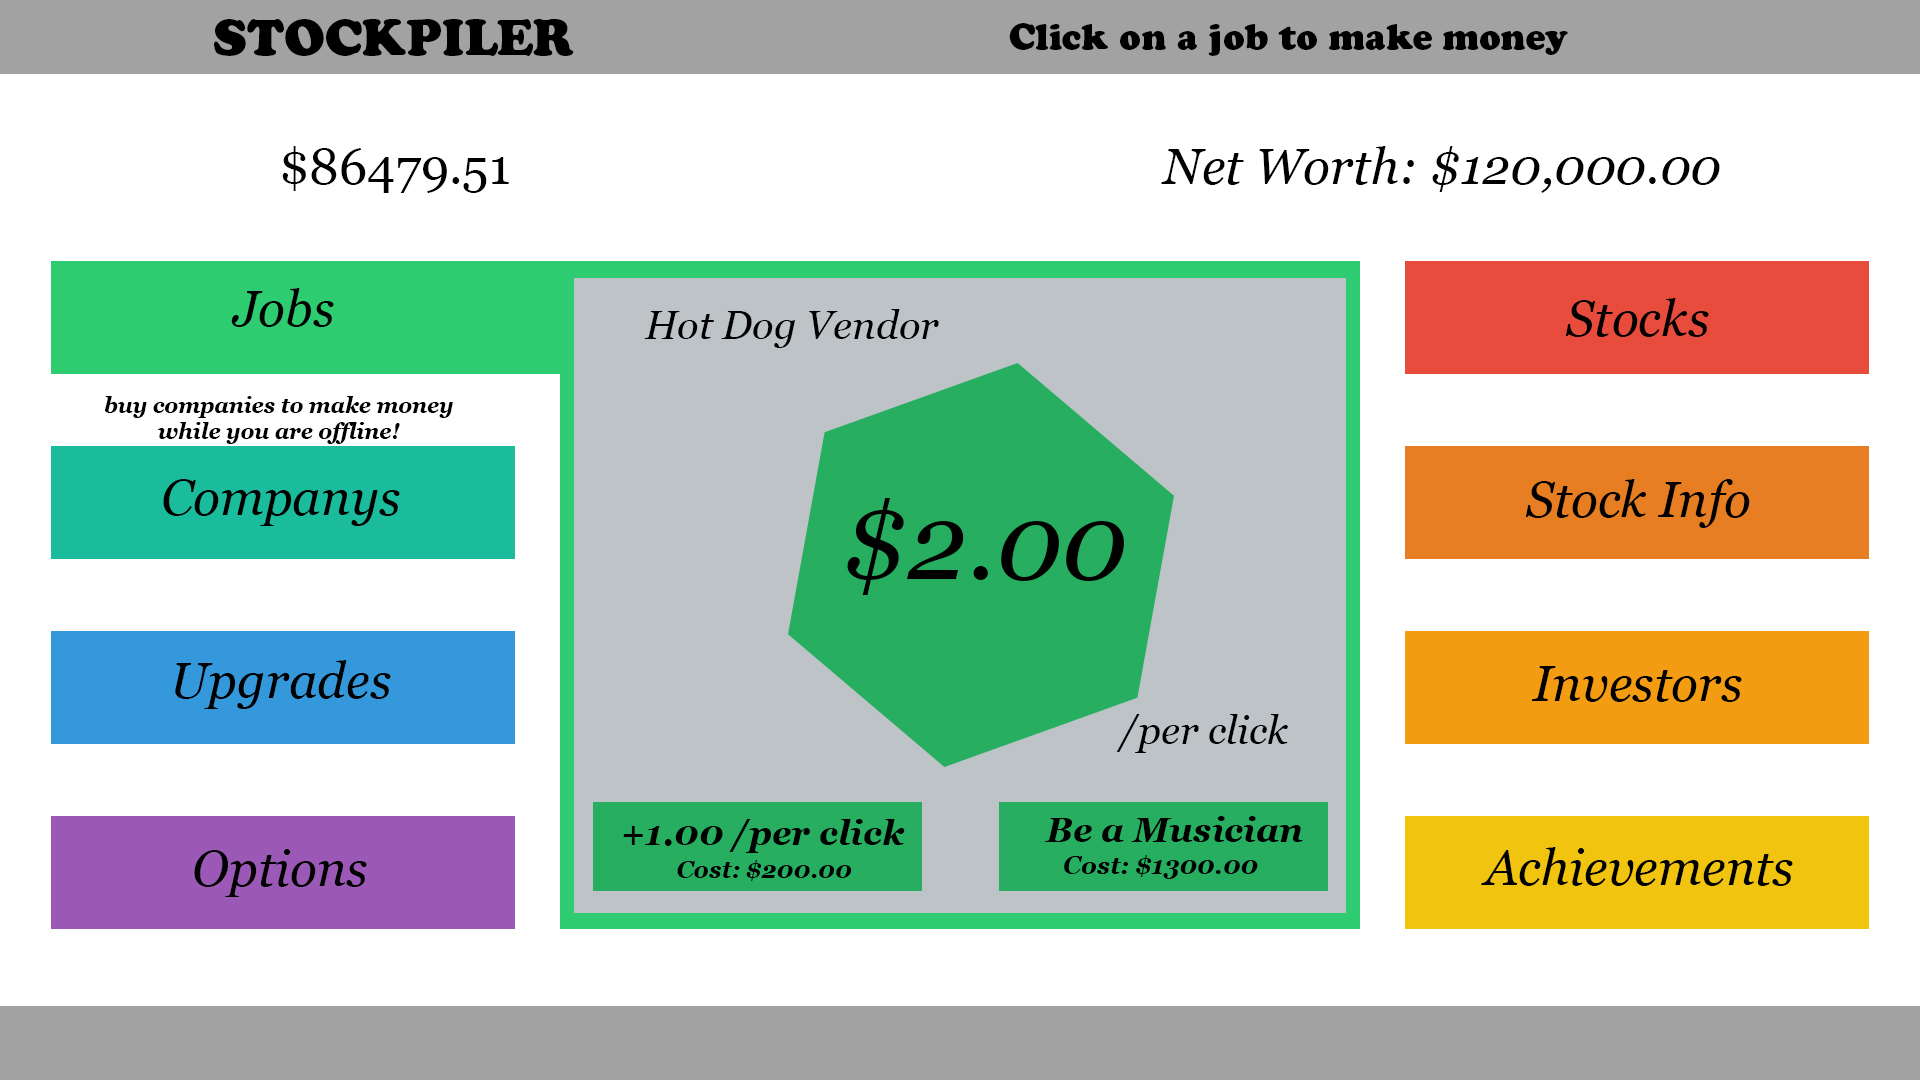 STOCKPILER
Click on a job to make money
$86479.51
Net Worth: $120,000.00
Jobs
buy companies to make money
while you are offline!
Companys
Upgrades
Options
Hot Dog Vendor
$2.00
/per click
+1.00 /per click
Cost: $200.00
Be a Musician
Cost: $1300.00
Stocks
Stock Info
Investors
Achievements